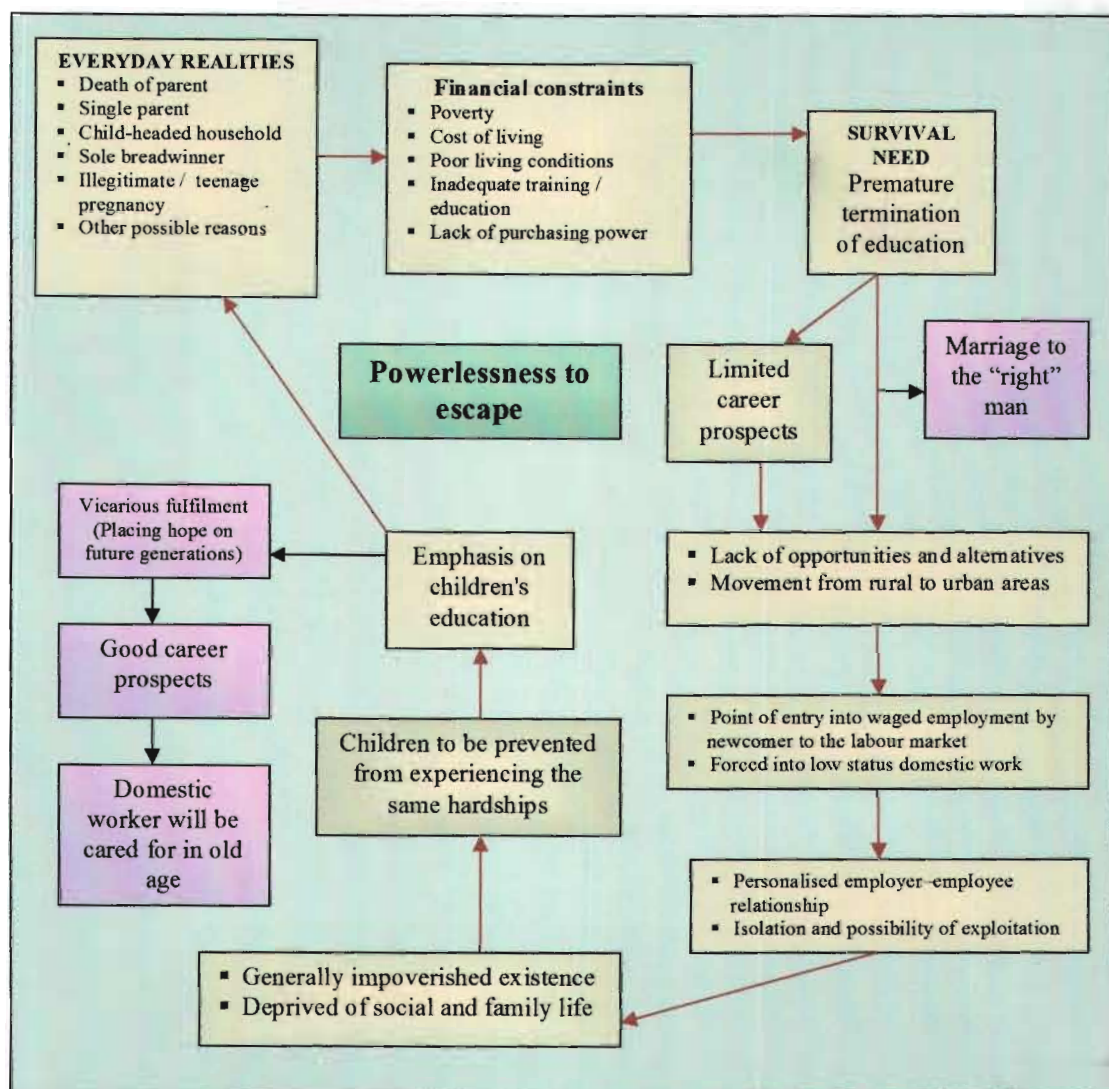 EVERYDAY REALITIES
▪ Death of parent
▪ Single parent
▪ Child-headed household
▪ Sole breadwinner
▪ Illegitimate / teenage
pregnancy
▪ Other possible reasons
Financial constraints
▪ Poverty
▪ Cost of living
▪ Poor living conditions
▪ Inadequate training /
education
▪ Lack of purchasing power
SURVIVAL
NEED
Premature
termination
of education
Powerlessness to
escape
Limited
career
prospects
Marriage to
the “right”
man
Vicarious fulfilment
(Placing hope on
future generations)
Emphasis on
children's
education
▪ Lack of opportunities and alternatives
▪ Movement from rural to urban areas
Good career
prospects
Children to be prevented
from experiencing the
same hardships
▪ Point of entry into waged employment by
newcomer to the labour market
▪ Forced into low status domestic work
Domestic
worker will be
cared for in old
age
▪ Personalised employer–employee
relationship
▪ Isolation and possibility of exploitation
▪ Generally impoverished existence
▪ Deprived of social and family life